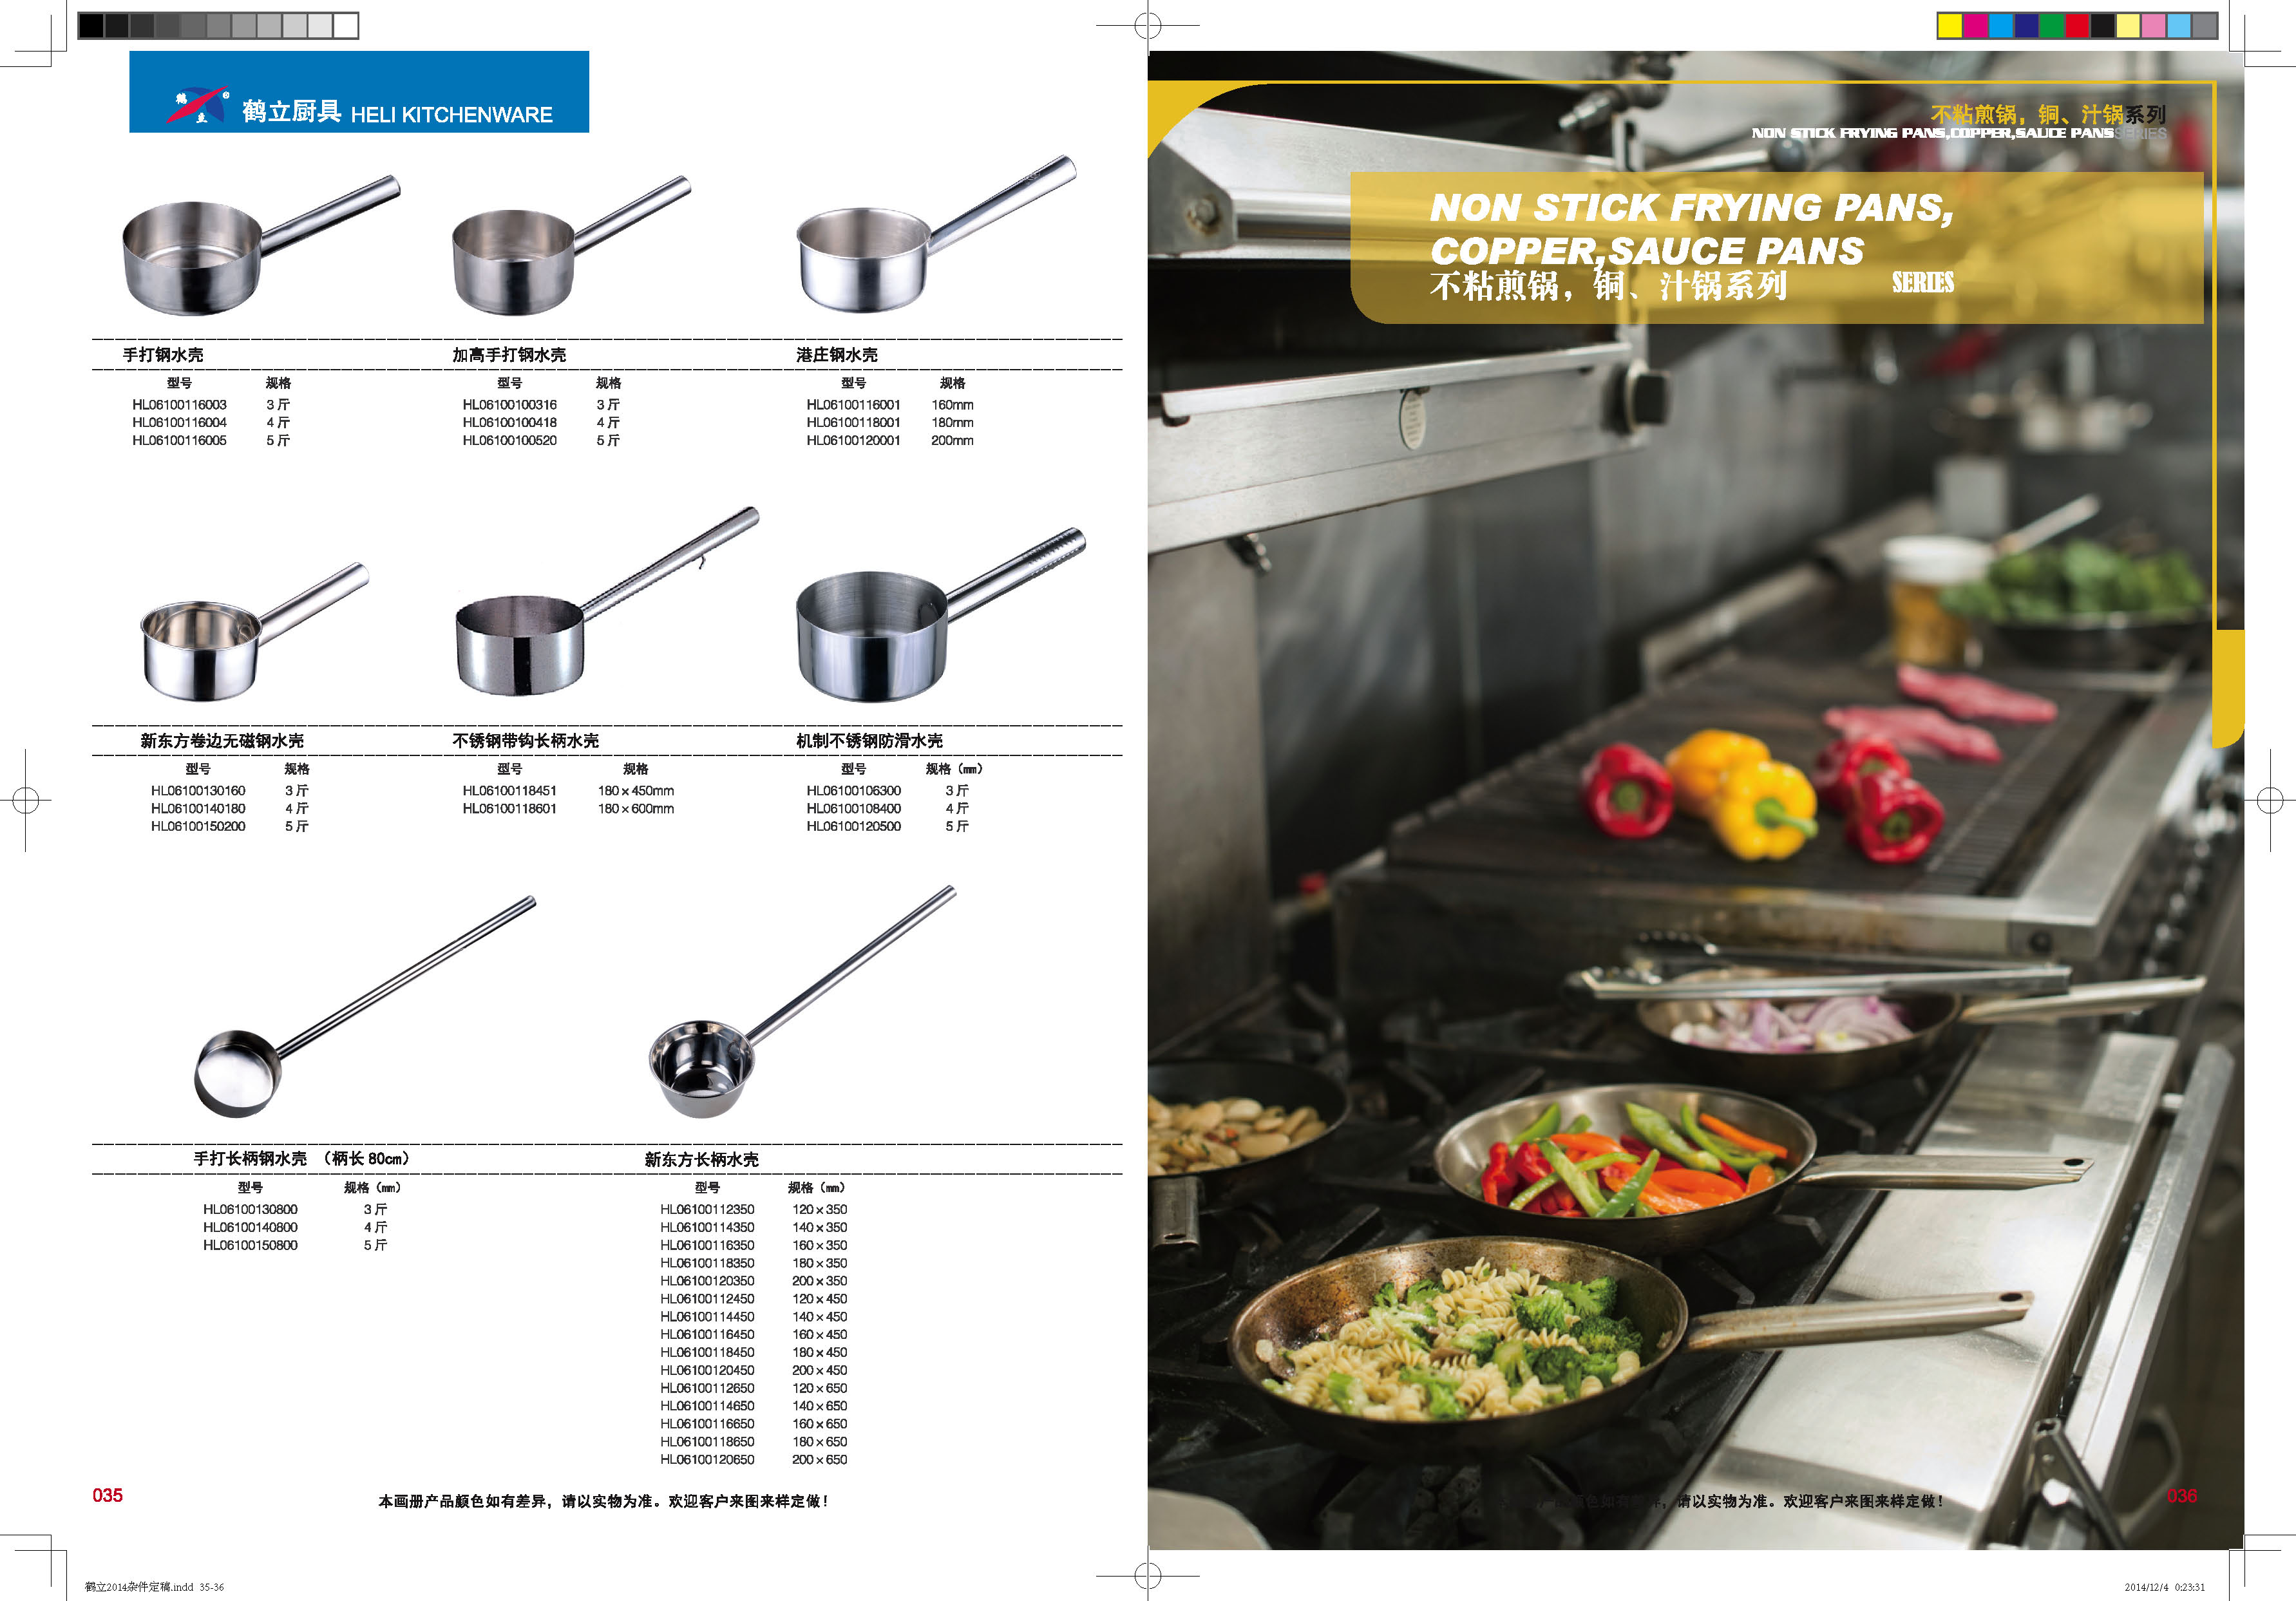 鹤立
®
鹤立厨具 HELI KITCHENWARE
手打钢水壳
型号 规格
HL06100116003 3斤
HL06100116004 4斤
HL06100116005 5斤
加高手打钢水壳
型号 规格
HL06100100316 3斤
HL06100100418 4斤
HL06100100520 5斤
港庄钢水壳
型号 规格
HL06100116001 160mm
HL06100118001 180mm
HL06100120001 200mm
新东方卷边无磁钢水壳
型号 规格
HL06100130160 3斤
HL06100140180 4斤
HL06100150200 5斤
不锈钢带钩长柄水壳
型号 规格
HL06100118451 180×450mm
HL06100118601 180×600mm
机制不锈钢防滑水壳
型号 规格（mm）
HL06100106300 3斤
HL06100108400 4斤
HL06100120500 5斤
手打长柄钢水壳 （柄长80cm）
型号 规格（mm）
HL06100130800 3斤
HL06100140800 4斤
HL06100150800 5斤
新东方长柄水壳
型号 规格（mm）
HL06100112350 120×350
HL06100114350 140×350
HL06100116350 160×350
HL06100118350 180×350
HL06100120350 200×350
HL06100112450 120×450
HL06100114450 140×450
HL06100116450 160×450
HL06100118450 180×450
HL06100120450 200×450
HL06100112650 120×650
HL06100114650 140×650
HL06100116650 160×650
HL06100118650 180×650
HL06100120650 200×650
035
本画册产品颜色如有差异，请以实物为准。欢迎客户来图来样定做！
不粘煎锅，铜、汁锅系列
NON STICK FRYING PANS,COPPER,SAUCE PANS SERIES
NON STICK FRYING PANS,
COPPER,SAUCE PANS
不粘煎锅，铜、汁锅系列 SERIES
色如有差异，请以实物为准。欢迎客户来图来样定做！
036
鹤立2014杂件定稿.indd 35-36
2014/12/4 0:23:31